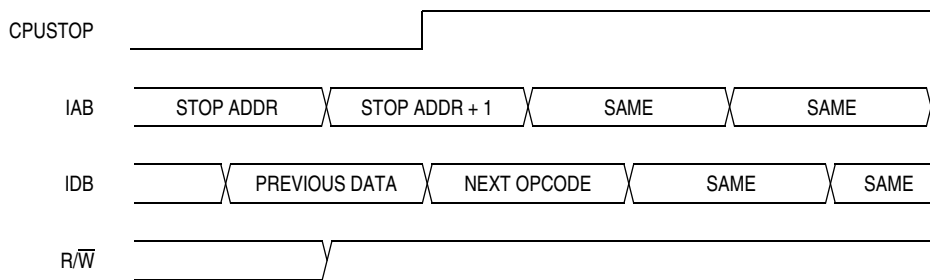 CPUSTOP
IAB STOP ADDR STOP ADDR + 1 SAME SAME
IDB PREVIOUS DATA NEXT OPCODE SAME SAME
R/W̅